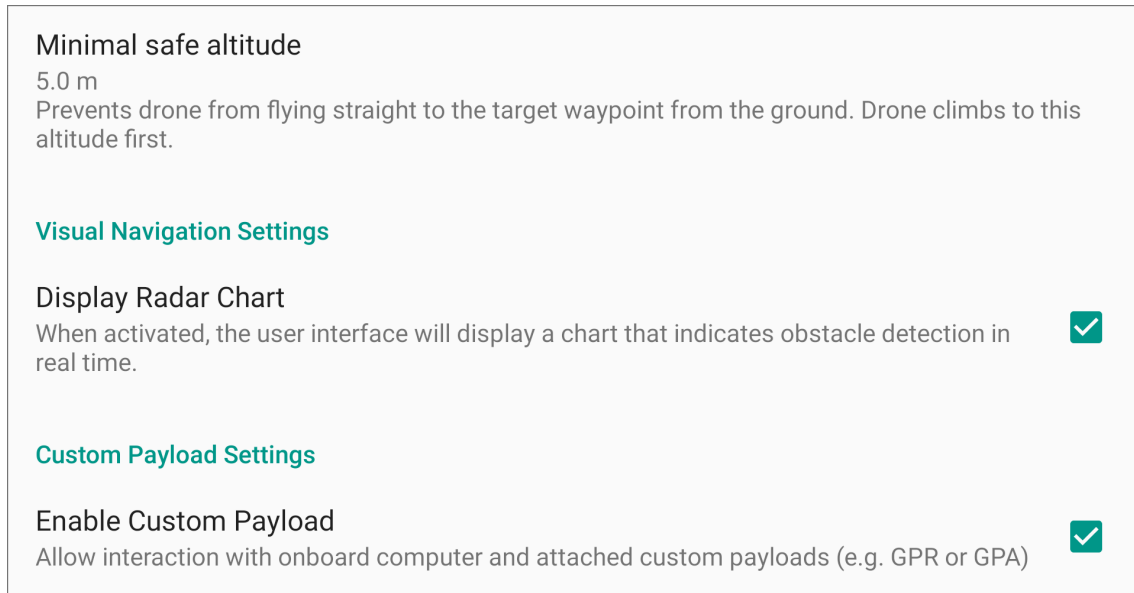 Minimal safe altitude
5.0 m
Prevents drone from flying straight to the target waypoint from the ground. Drone climbs to this
altitude first.
Visual Navigation Settings
Display Radar Chart
When activated, the user interface will display a chart that indicates obstacle detection in
real time.
Custom Payload Settings
Enable Custom Payload
Allow interaction with onboard computer and attached custom payloads (e.g. GPR or GPA)